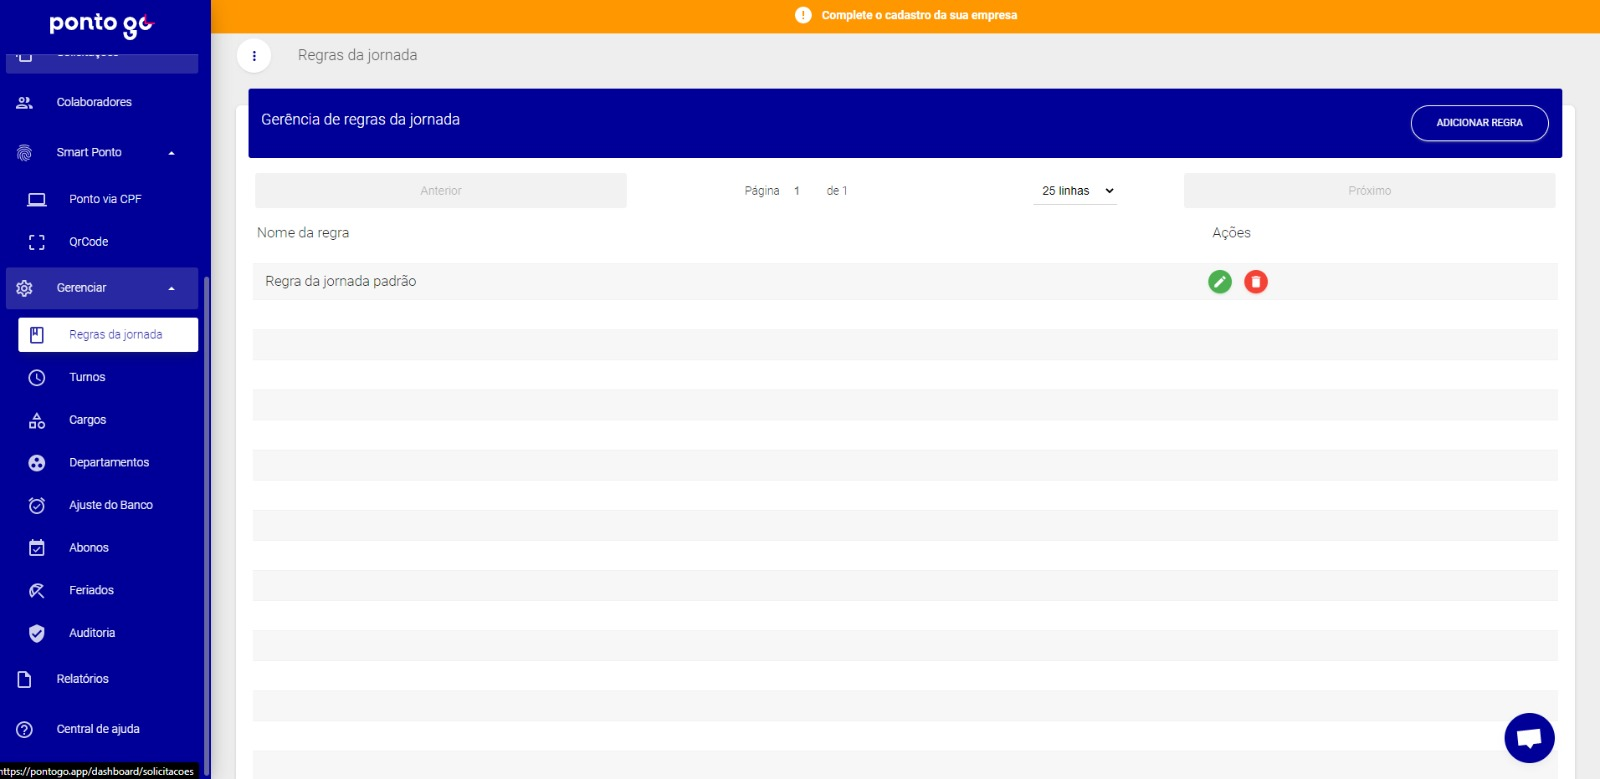 ponto go
Complete o cadastro da sua empresa
Regras da jornada
Solicitações
Colaboradores
Smart Ponto
Ponto via CPF
QrCode
Gerenciar
Regras da jornada
Turnos
Cargos
Departamentos
Ajuste do Banco
Abonos
Feriados
Auditoria
Relatórios
Central de ajuda
https://pontogo.app/dashboard/solicitacoes
Gerência de regras da jornada
ADICIONAR REGRA
Anterior
Página 1 de 1
25 linhas
Próximo
Nome da regra
Ações
Regra da jornada padrão